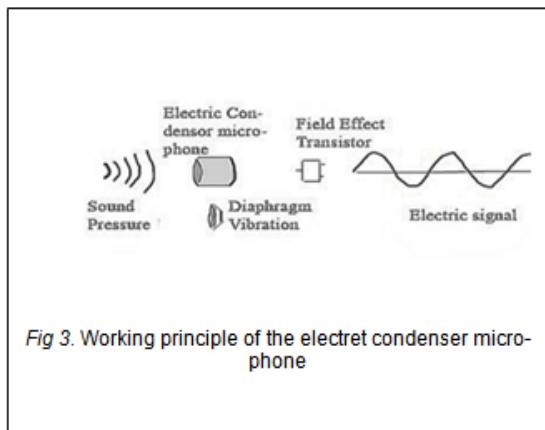 Electric Con-
densor micro-
phone
Field Effect
Transistor
Sound
Pressure
Diaphragm
Vibration
Electric signal
Fig 3. Working principle of the electret condenser micro-
phone